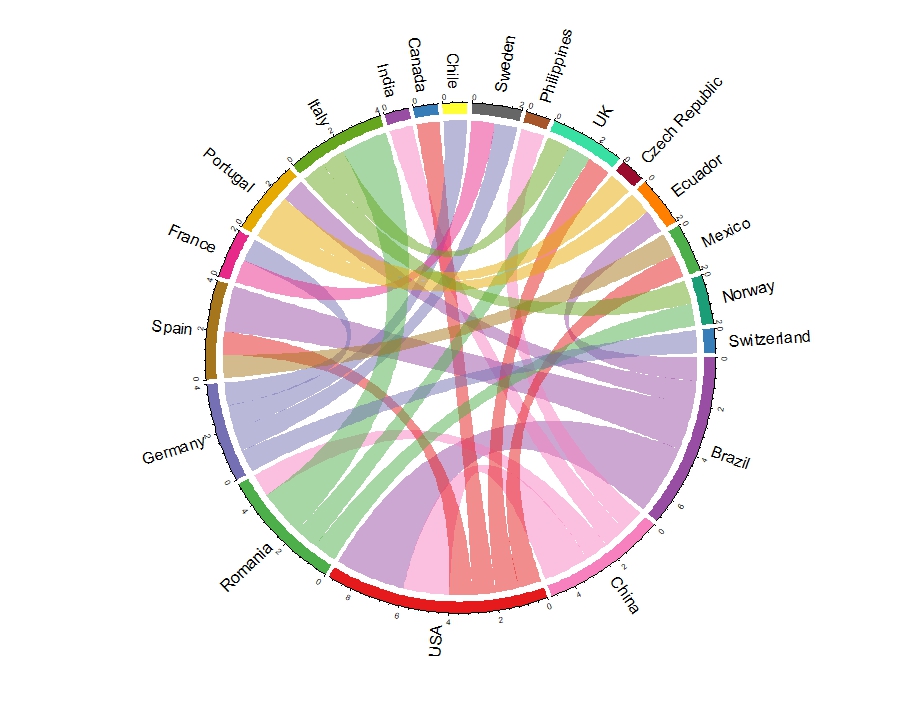 Sweden
Philippines
Chile
Canada
India
UK
Italy
Czech Republic
Ecuador
Portugal
Mexico
France
Norway
Spain
Switzerland
Germany
Brazil
Romania
China
USA